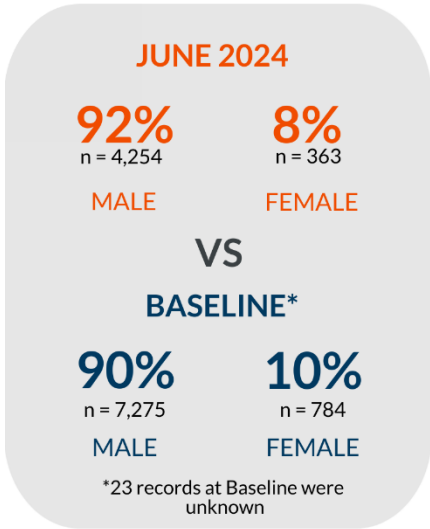 JUNE 2024
92% 8%
n = 4,254 n = 363
MALE FEMALE
VS
BASELINE*
90% 10%
n = 7,275 n = 784
MALE FEMALE
*23 records at Baseline were
unknown